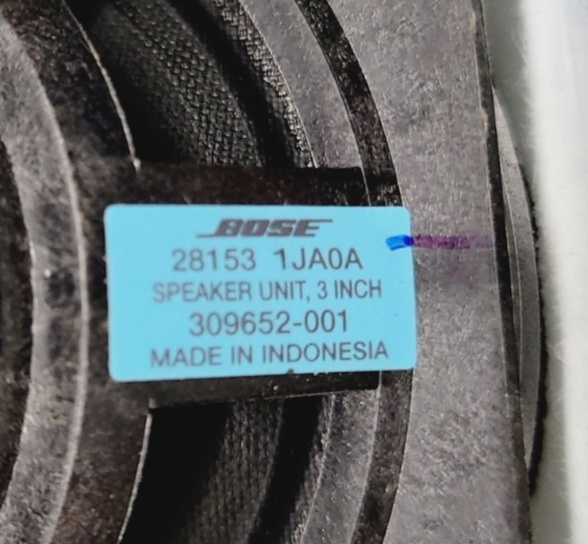 BOSE
28153 1JA0A
SPEAKER UNIT, 3 INCH
309652-001
MADE IN INDONESIA